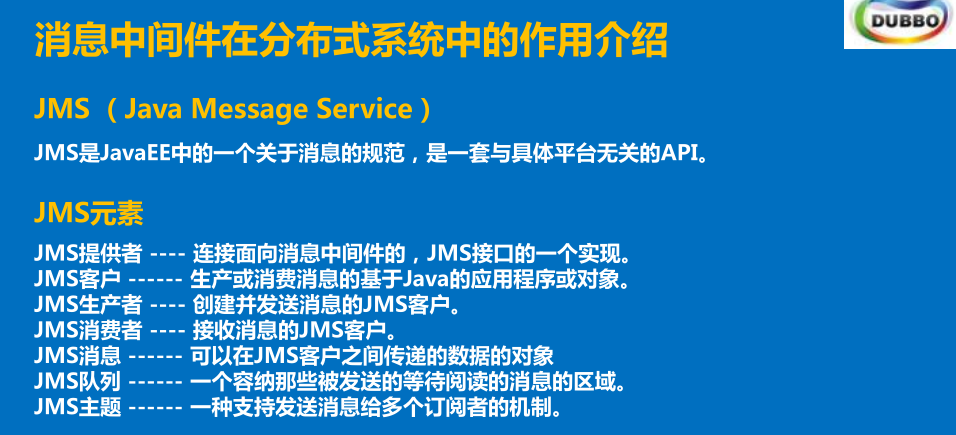 消息中间件在分布式系统中的作用介绍
DUBBO
JMS （Java Message Service）
JMS是JavaEE中的一个关于消息的规范，是一套与具体平台无关的API。
JMS元素
JMS提供者 ---- 连接面向消息中间件的，JMS接口的一个实现。
JMS客户 ------ 生产或消费消息的基于Java的应用程序或对象。
JMS生产者 ---- 创建并发送消息的JMS客户。
JMS消费者 ---- 接收消息的JMS客户。
JMS消息 ------ 可以在JMS客户之间传递的数据的对象
JMS队列 ------ 一个容纳那些被发送的等待阅读的消息的区域。
JMS主题 ------ 一种支持发送消息给多个订阅者的机制。